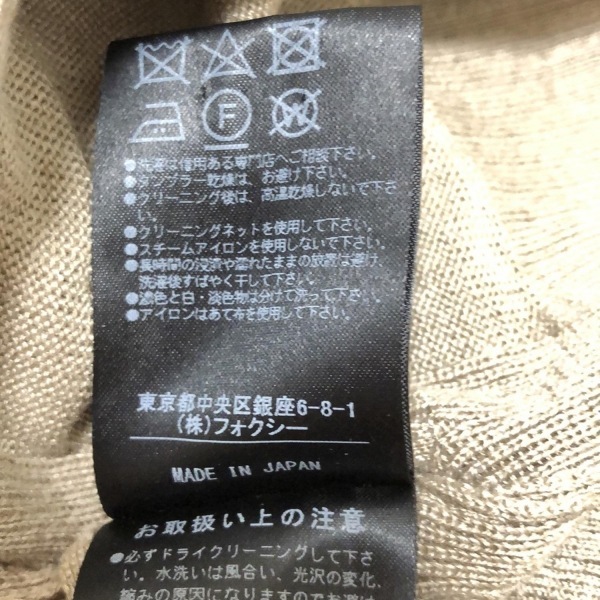 F W
●洗濯は信用ある専門店へご相談下さい。
●タンブラー乾燥は、お避け下さい。
●クリーニング後は、高温乾燥しないで下さ
い。
●クリーニングネットを使用して下さい。
●スチームアイロンを使用しないで下さい。
●長時間の浸漬や濡れたままの放置は避け
洗濯後すばやく干して下さい。
●濃色と白・淡色物は分けて洗って下さい。
●アイロンはあて布を使用して下さい。
東京都中央区銀座6-8-1
(株)フォクシー
MADE IN JAPAN
お取扱い上の注意
●必ずドライクリーニングして下さ
い。水洗いは風合い、光沢の変化、
縮みの原因になりますのでお避け